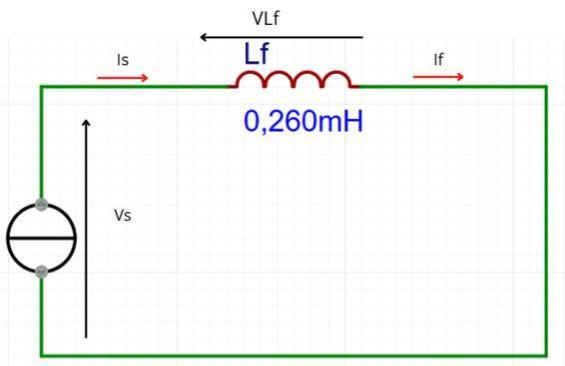 VLf
Is
Lf
If
0,260mH
Vs